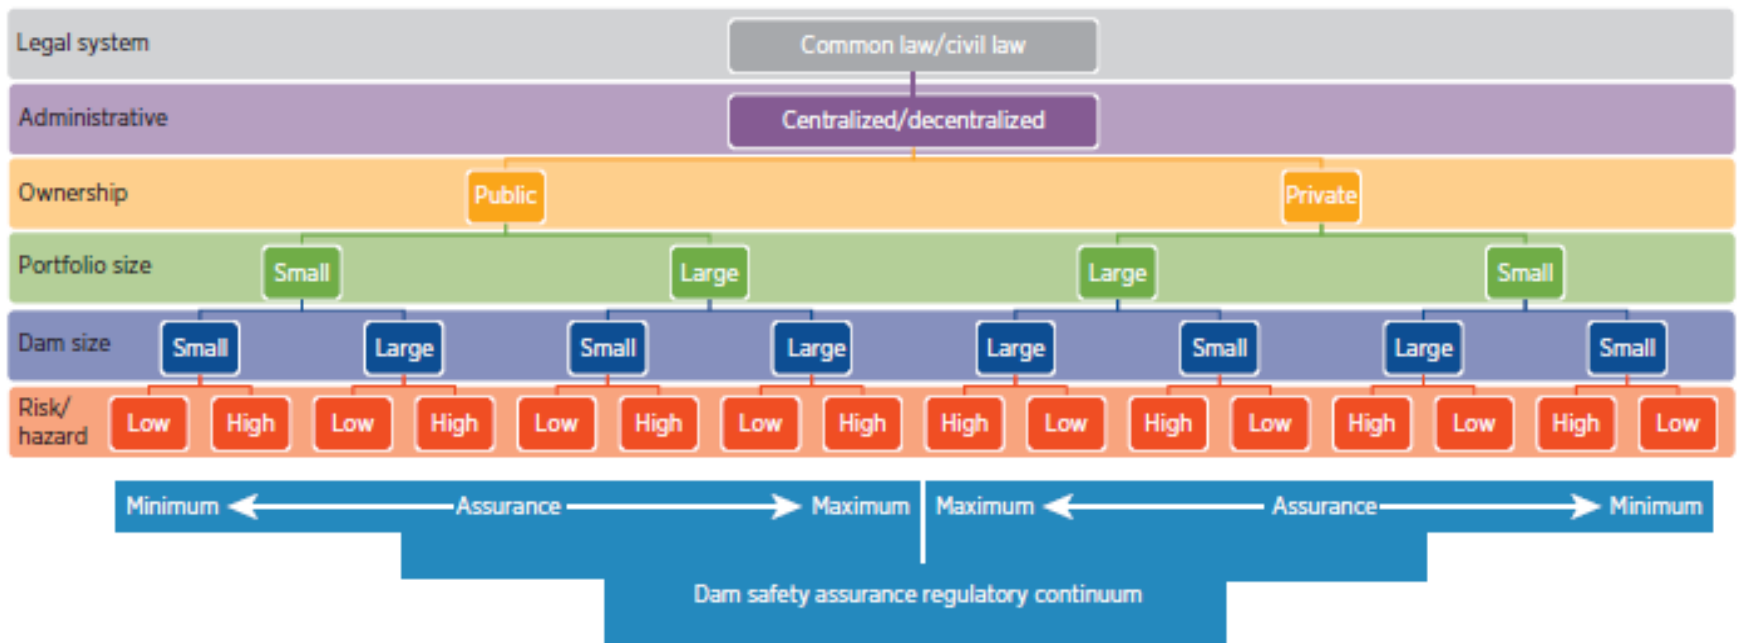 Legal system
Common law/civil law
Administrative
Centralized/decentralized
Ownership
Public
Private
Portfolio size
Small
Large
Large
Small
Dam size
Small
Large
Small
Large
Large
Small
Large
Small
Risk/
hazard
Low
High
Low
High
Low
High
Low
High
High
Low
High
Low
High
Low
High
Low
Minimum
Assurance
Maximum
Maximum
Assurance
Minimum
Dam safety assurance regulatory continuum